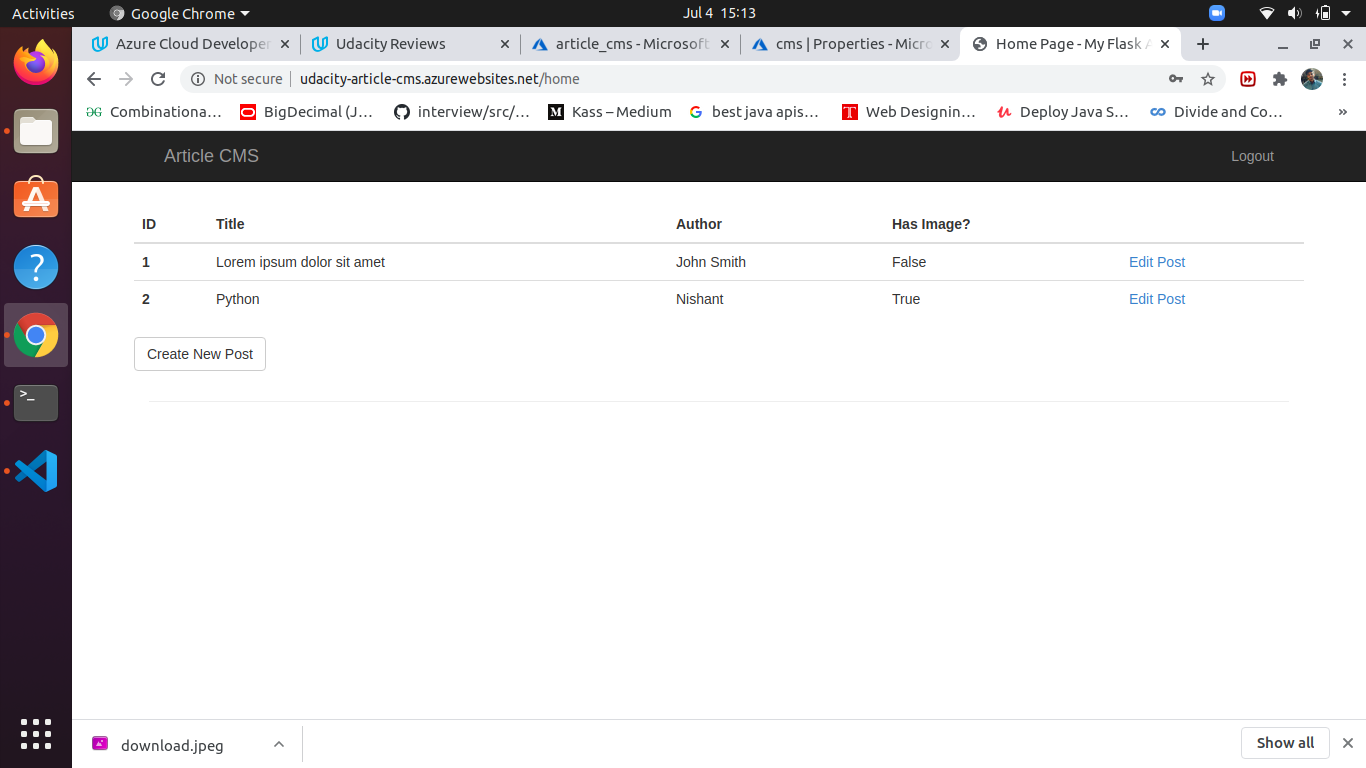 Activities Google Chrome Jul 4 15:13
Azure Cloud Developer Udacity Reviews article_cms - Microsoft cms | Properties - Micro Home Page - My Flask A
Not secure udacity-article-cms.azurewebsites.net/home
Combinationa… BigDecimal (J… interview/src/… Kass – Medium best java apis… Web Designin… Deploy Java S… Divide and Co… »
Article CMS Logout
ID Title Author Has Image?
1 Lorem ipsum dolor sit amet John Smith False Edit Post
2 Python Nishant True Edit Post
Create New Post
download.jpeg Show all